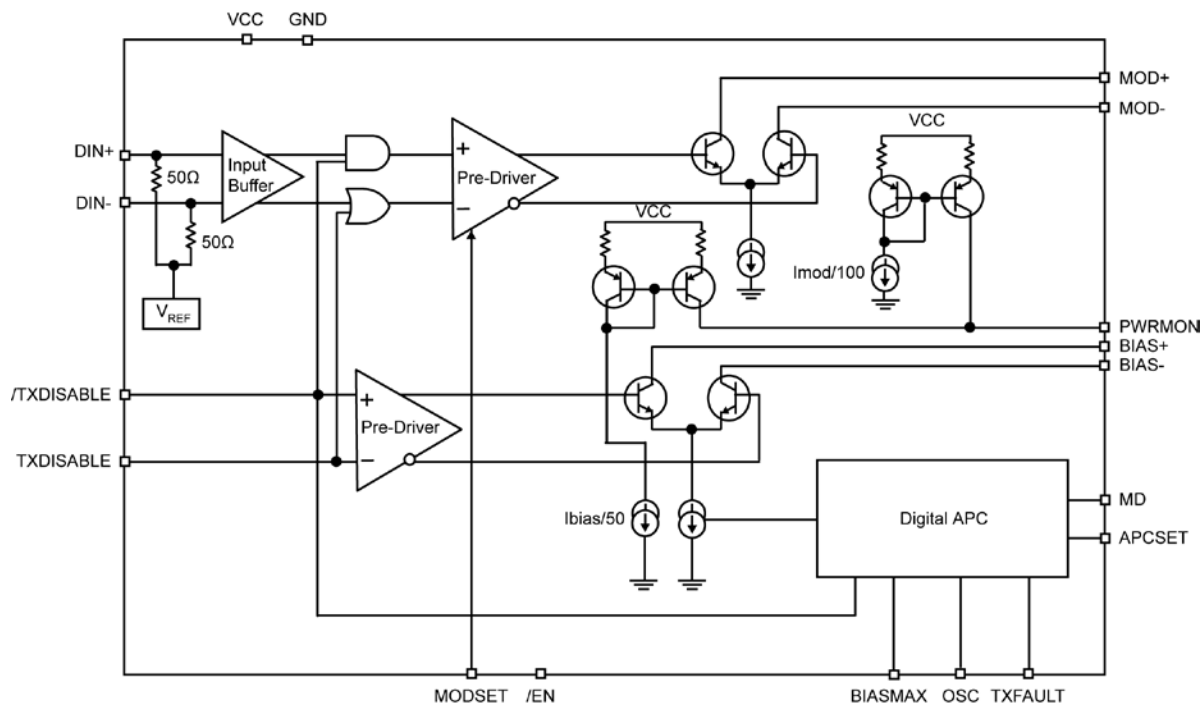 VCC
GND
MOD+
MOD-
VCC
DIN+
Input
Buffer
+
Pre-Driver
−
50Ω
DIN-
50Ω
VCC
Imod/100
VREF
PWRMON
BIAS+
BIAS-
/TXDISABLE
+
Pre-Driver
−
TXDISABLE
Ibias/50
Digital APC
MD
APCSET
MODSET
/EN
BIASMAX
OSC
TXFAULT